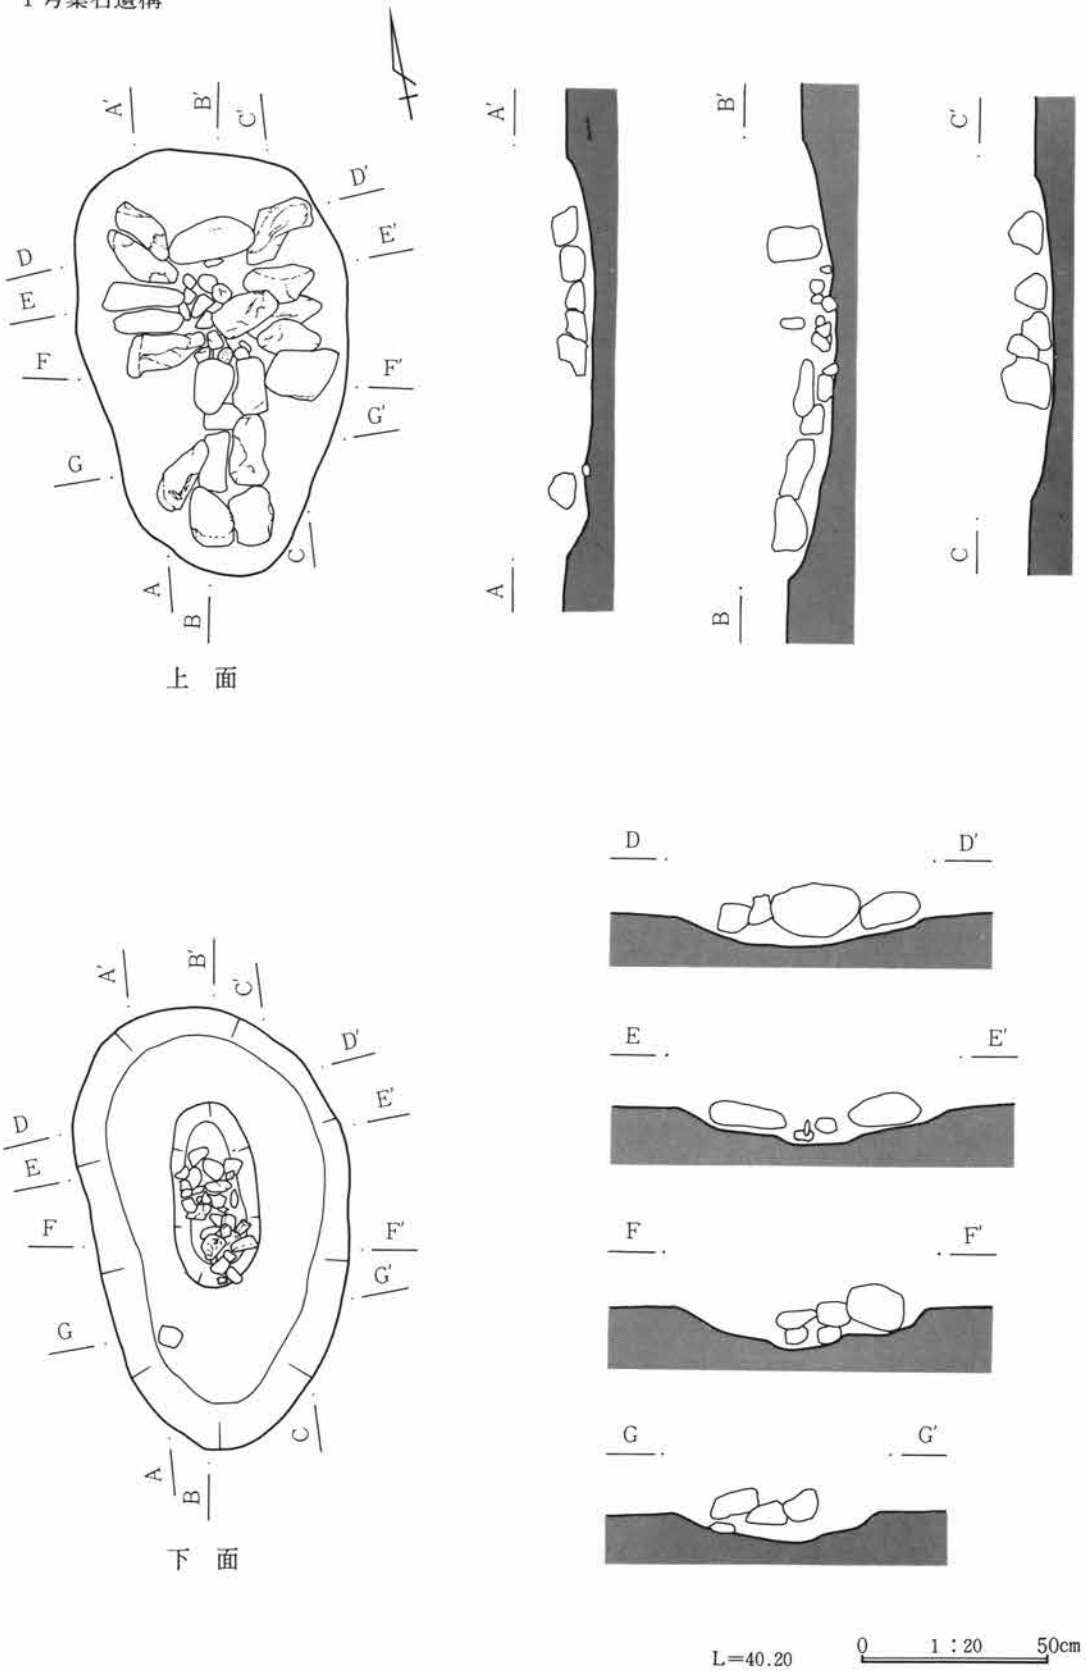 1号集石遺構
A' B' C'
D'
E'
D
E
F
F'
G'
G
C
A
B
上 面
A'
A
B'
B
C'
C
A' B' C'
D'
E'
D
E
F
F'
G'
G
C
A
B
下 面
D D'
E E'
F F'
G G'
L=40.20
0 1:20 50cm